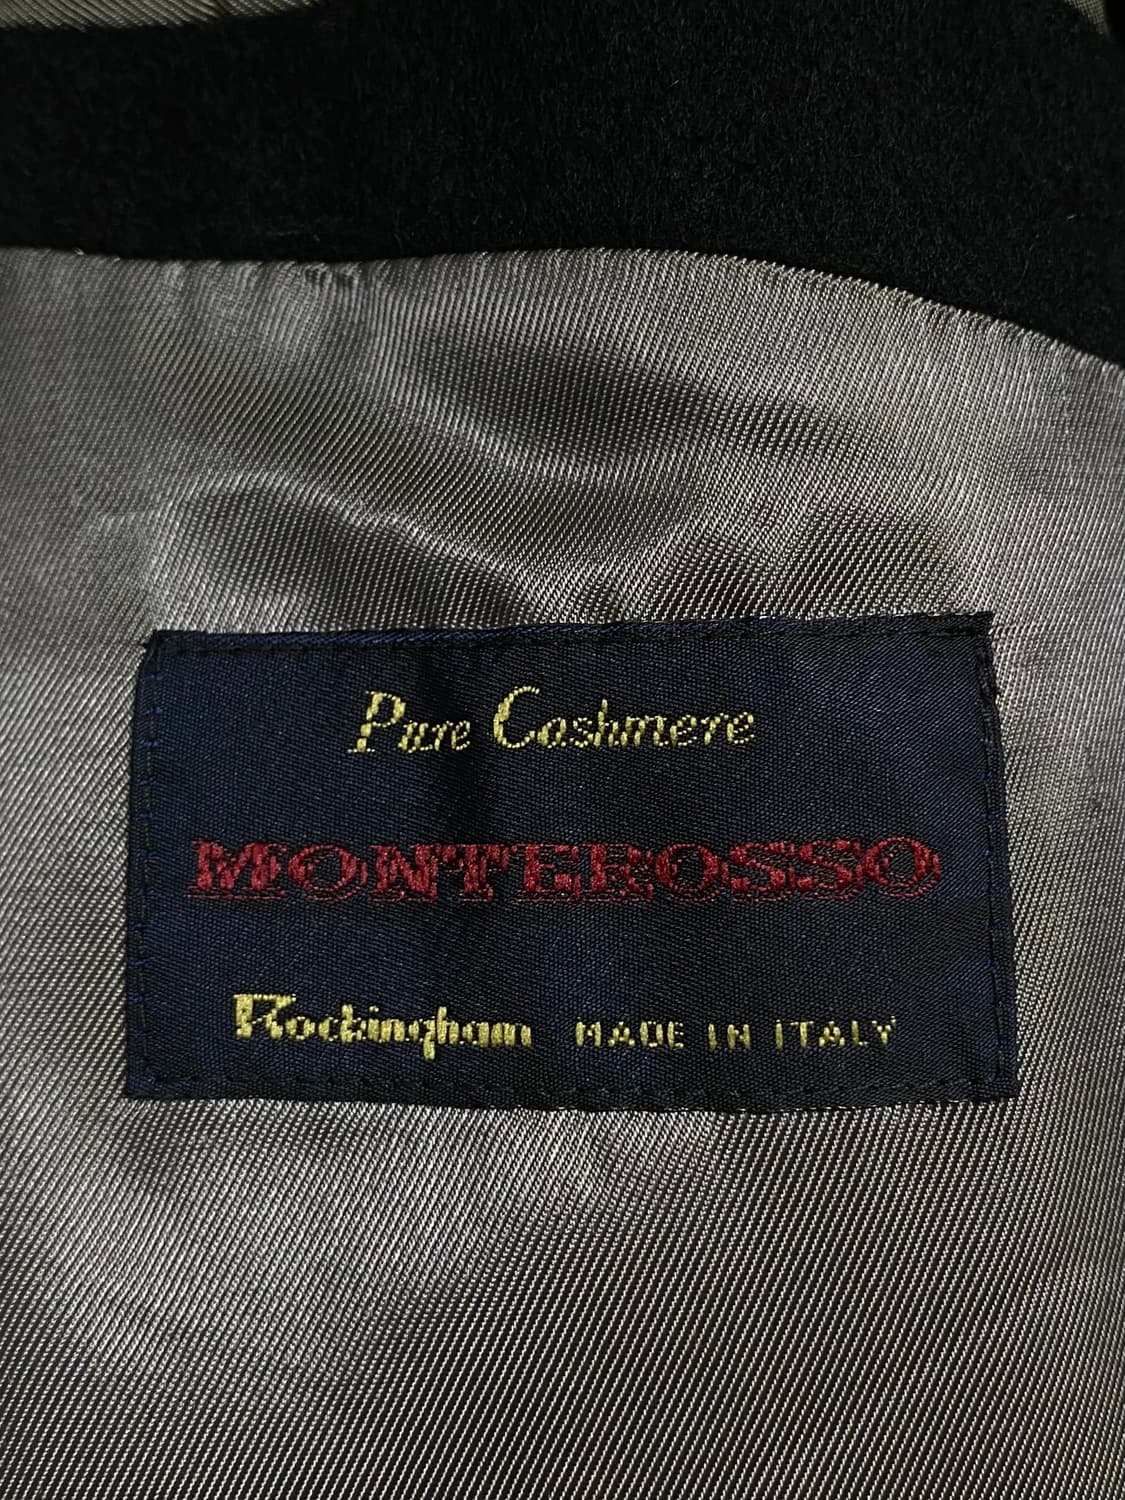 Pure Cashmere
MONTEROSSO
Rockingham MADE IN ITALY